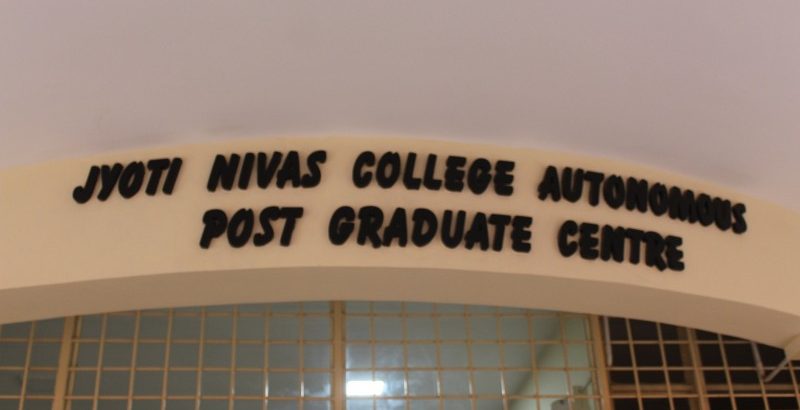 JYOTI NIVAS COLLEGE AUTONOMOUS
POST GRADUATE CENTRE